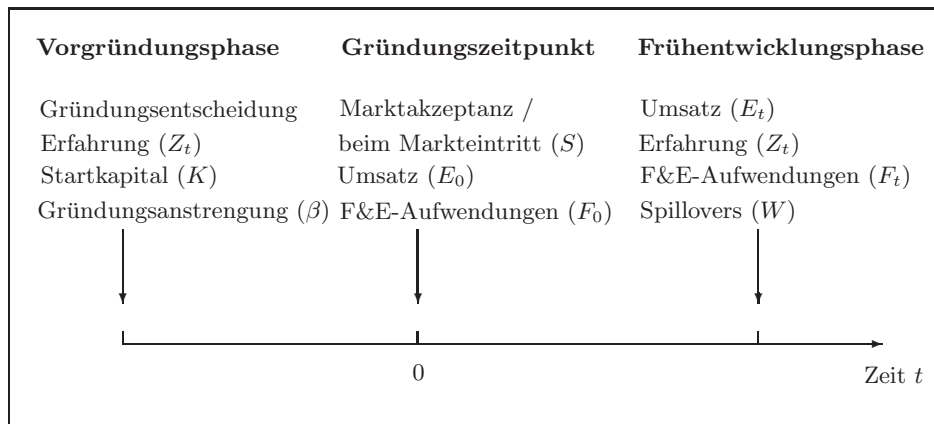 Vorgründungsphase
Gründungsentscheidung
Erfahrung (Z_t)
Startkapital (K)
Gründungsanstrengung (β)
Gründungszeitpunkt
Marktakzeptanz /
beim Markteintritt (S)
Umsatz (E_0)
F&E-Aufwendungen (F_0)
Frühentwicklungsphase
Umsatz (E_t)
Erfahrung (Z_t)
F&E-Aufwendungen (F_t)
Spillovers (W)
0
Zeit t